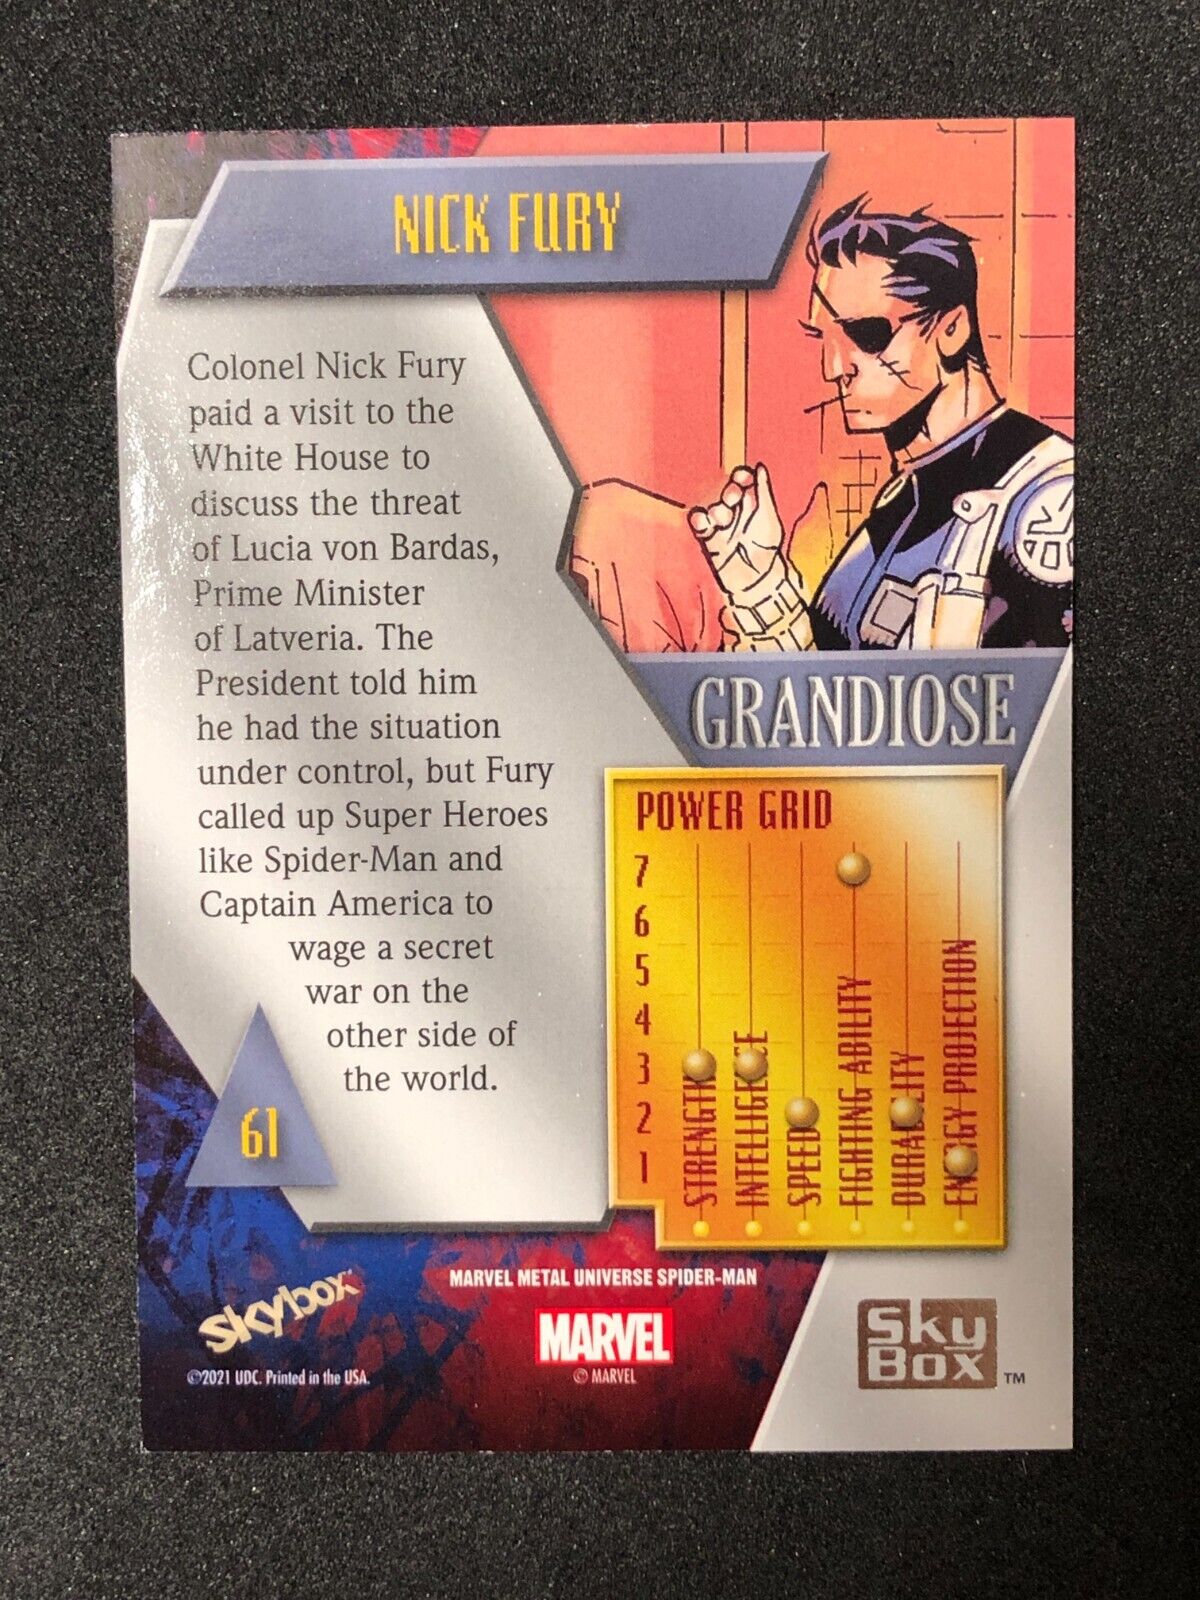 NICK FURY
Colonel Nick Fury
paid a visit to the
White House to
discuss the threat
of Lucia von Bardas,
Prime Minister
of Latveria. The
President told him
he had the situation
under control, but Fury
called up Super Heroes
like Spider-Man and
Captain America to
wage a secret
war on the
other side of
the world.
61
GRANDIOSE
POWER GRID
7
6
5
4
3
2
1
STRENGTH
INTELLIGENCE
SPEED
FIGHTING ABILITY
DURABILITY
ENERGY PROJECTION
MARVEL METAL UNIVERSE SPIDER-MAN
skybox
©2021 UDC. Printed in the USA.
MARVEL
© MARVEL
Sky
Box ™